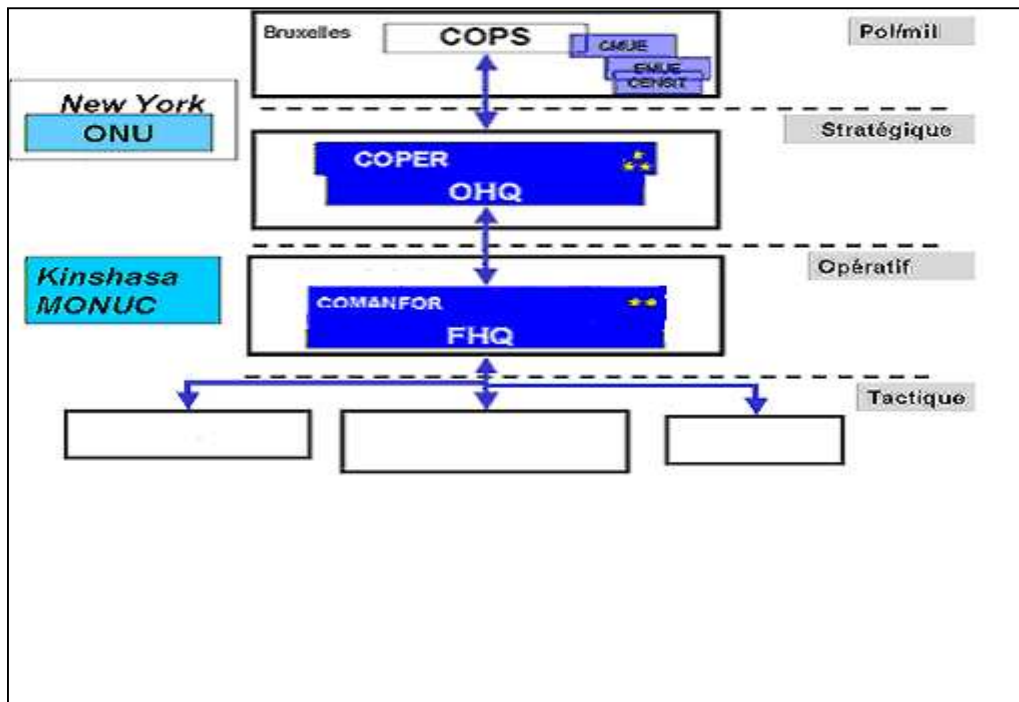 Bruxelles
COPS
CMUE
EMUE
CENSIT
Pol/mil
New York
ONU
Stratégique
COPER
OHQ
Opératif
Kinshasa
MONUC
COMANFOR
FHQ
Tactique